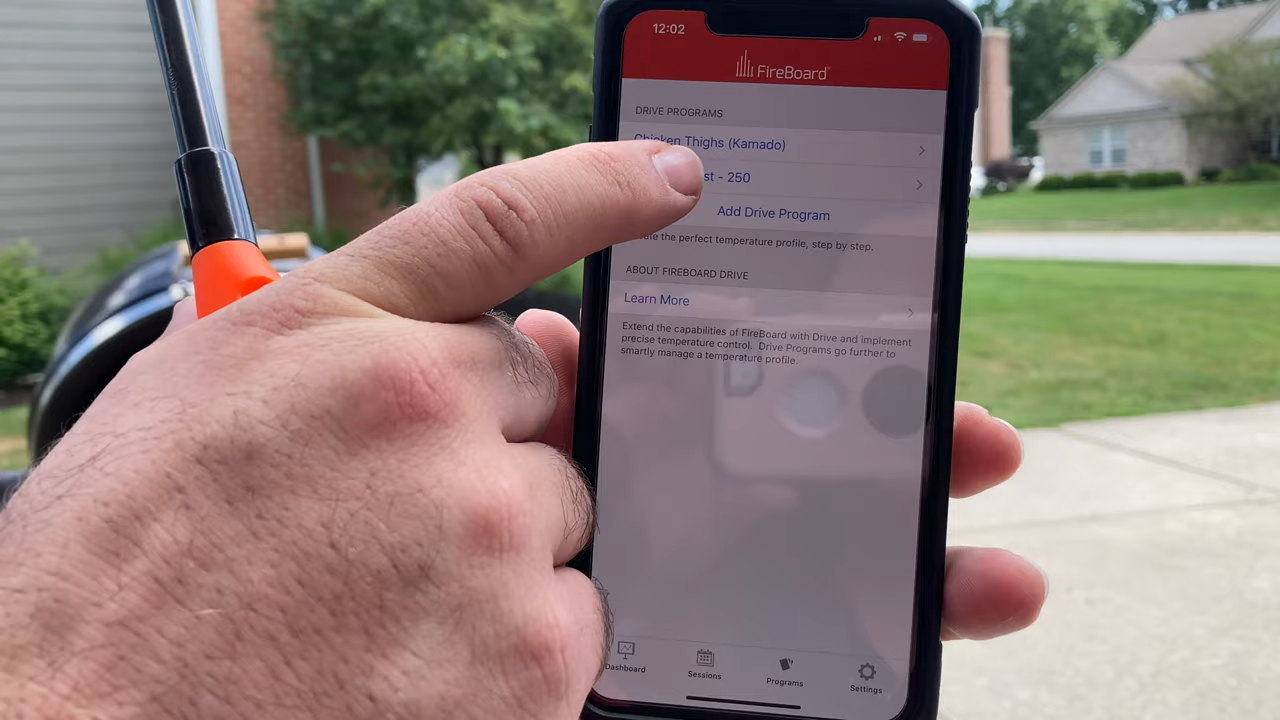 12:02
FireBoard
DRIVE PROGRAMS
Chicken Thighs (Kamado)
- 250
Add Drive Program
the perfect temperature profile, step by step.
ABOUT FIREBOARD DRIVE
Learn More
Extend the capabilities of FireBoard with Drive and implement
precise temperature control. Drive Programs go further to
smartly manage a temperature profile.
Dashboard
Sessions
Programs
Settings